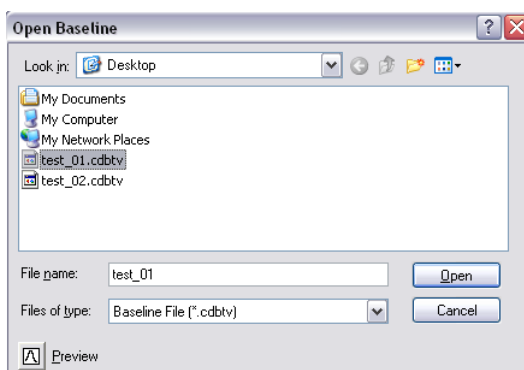 Open Baseline
Look in: Desktop
My Documents
My Computer
My Network Places
test_01.cdbtv
test_02.cdbtv
File name: test_01 Open
Files of type: Baseline File (*.cdbtv) Cancel
Preview